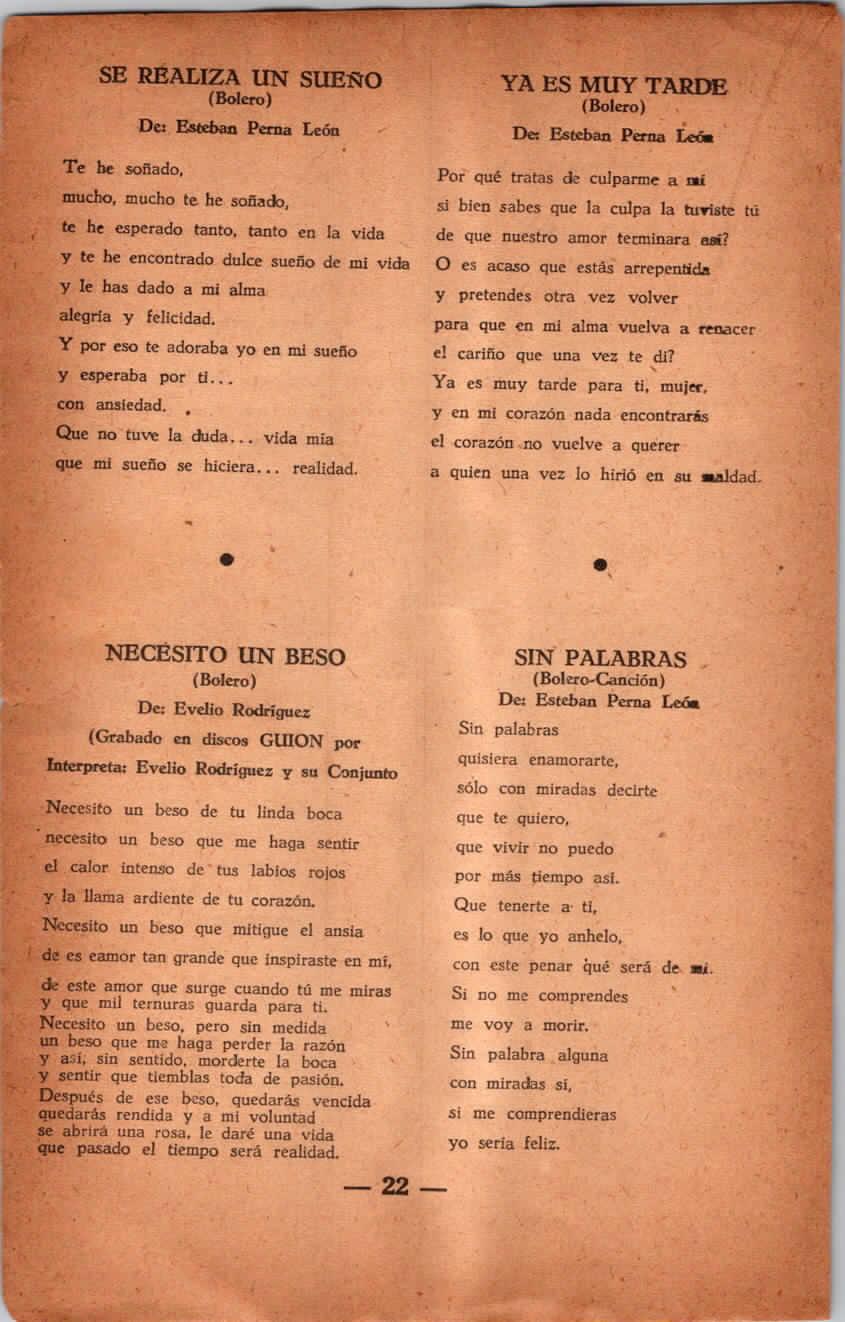 SE REALIZA UN SUEÑO
(Bolero)
De: Esteban Perna León
Te he soñado,
mucho, mucho te he soñado,
te he esperado tanto, tanto en la vida
y te he encontrado dulce sueño de mi vida
y le has dado a mi alma
alegría y felicidad.
Y por eso te adoraba yo en mi sueño
y esperaba por ti...
con ansiedad.
Que no tuve la duda... vida mía
que mi sueño se hiciera... realidad.
YA ES MUY TARDE
(Bolero)
De: Esteban Perna León
Por qué tratas de culparme a mí
si bien sabes que la culpa la tuviste tú
de que nuestro amor terminara así?
O es acaso que estás arrepentida
y pretendes otra vez volver
para que en mi alma vuelva a renacer
el cariño que una vez te di?
Ya es muy tarde para ti, mujer,
y en mi corazón nada encontrarás
el corazón no vuelve a querer
a quien una vez lo hirió en su maldad.
NECESITO UN BESO
(Bolero)
De: Evelio Rodríguez
(Grabado en discos GUION por
Interpreta: Evelio Rodríguez y su Conjunto
Necesito un beso de tu linda boca
necesito un beso que me haga sentir
el calor intenso de tus labios rojos
y la llama ardiente de tu corazón.
Necesito un beso que mitigue el ansia
de es eamor tan grande que inspiraste en mí,
de este amor que surge cuando tú me miras
y que mil ternuras guarda para ti.
Necesito un beso, pero sin medida
un beso que me haga perder la razón
y así, sin sentido, morderte la boca
y sentir que tiemblas toda de pasión.
Después de ese beso, quedarás vencida
quedarás rendida y a mi voluntad
se abrirá una rosa, le daré una vida
que pasado el tiempo será realidad.
SIN PALABRAS
(Bolero-Canción)
De: Esteban Perna León
Sin palabras
quisiera enamorarte,
sólo con miradas decirte
que te quiero,
que vivir no puedo
por más tiempo así.
Que tenerte a ti,
es lo que yo anhelo,
con este penar qué será de mí.
Si no me comprendes
me voy a morir.
Sin palabra alguna
con miradas sí,
si me comprendieras
yo sería feliz.
— 22 —